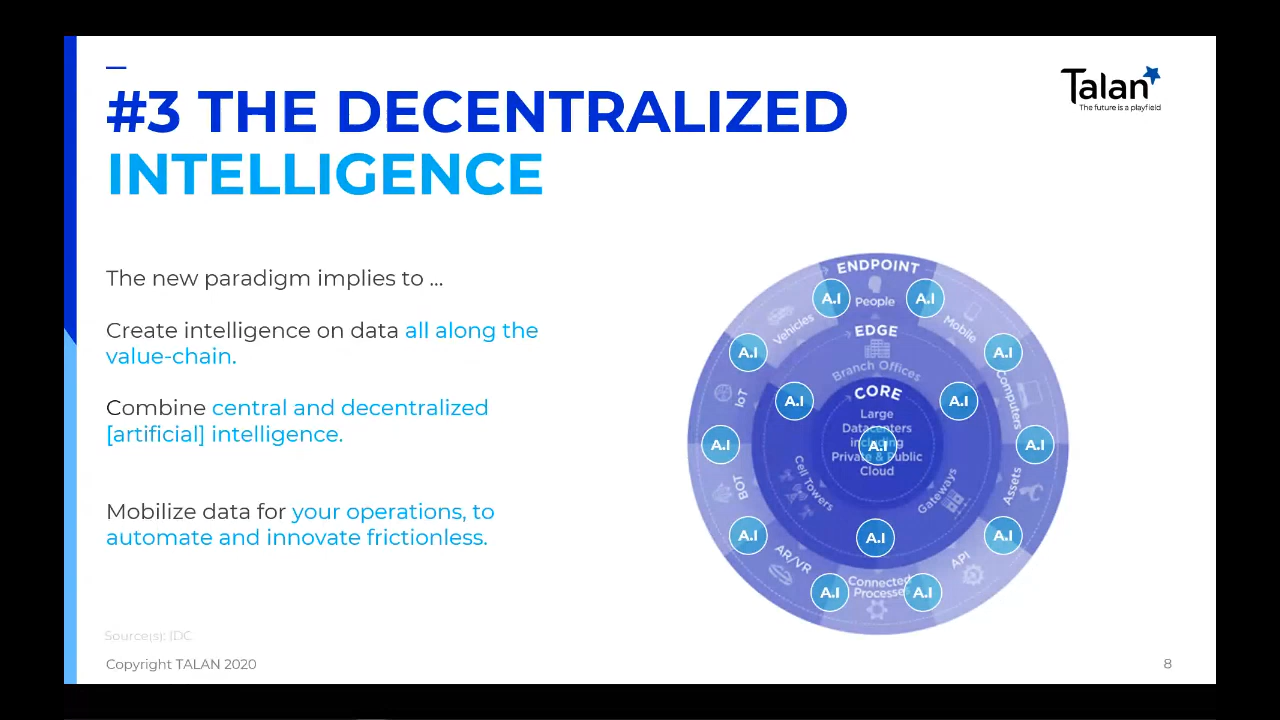 #3 THE DECENTRALIZED
INTELLIGENCE
Talan
The future is a playfield
The new paradigm implies to ...
Create intelligence on data all along the
value-chain.
Combine central and decentralized
[artificial] intelligence.
Mobilize data for your operations, to
automate and innovate frictionless.
ENDPOINT
A.I
A.I
People
Vehicles
Mobile
EDGE
A.I
A.I
Branch Offices
IoT
Computers
CORE
A.I
A.I
Large
Datacenters
including
Private & Public
Cloud
A.I
A.I
A.I
BOT
Cell Towers
Gateways
Assets
A.I
A.I
A.I
AR/VR
API
Connected
Processes
A.I
A.I
Source(s): IDC
Copyright TALAN 2020
8